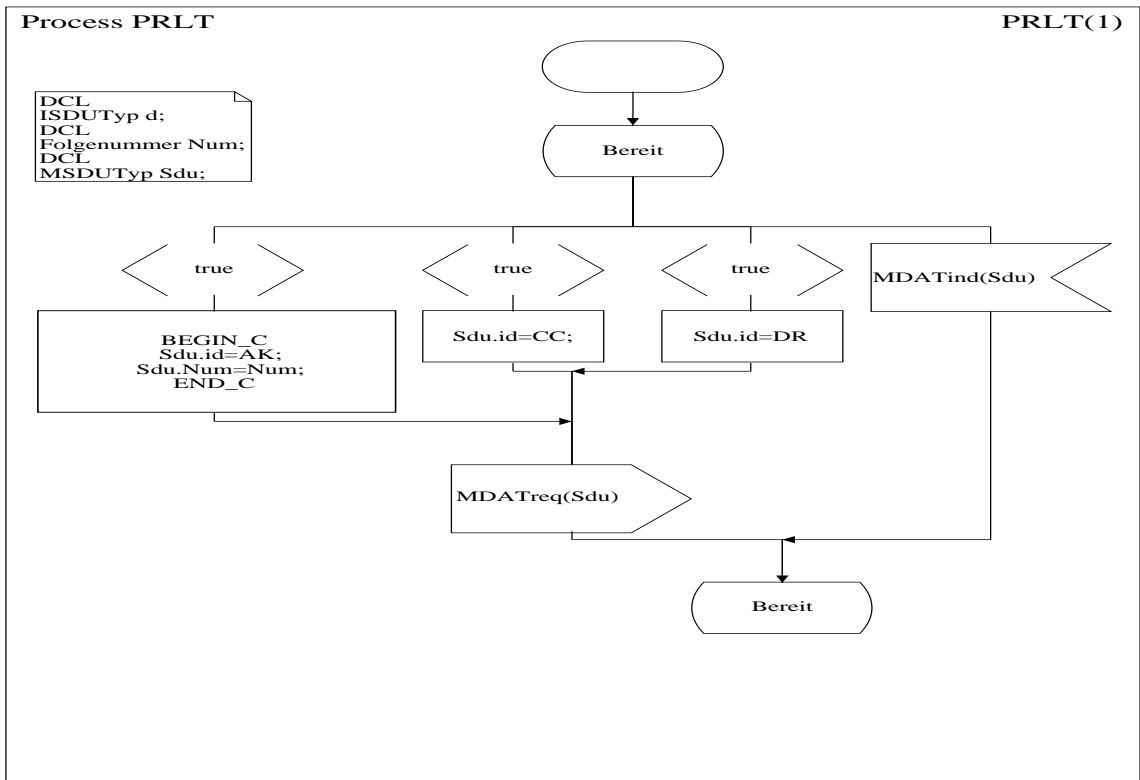 Process PRLT
PRLT(1)
DCL
ISDUTyp d;
DCL
Folgenummer Num;
DCL
MSDUTyp Sdu;
Bereit
true
true
true
MDATind(Sdu)
BEGIN_C
Sdu.id=AK;
Sdu.Num=Num;
END_C
Sdu.id=CC;
Sdu.id=DR
MDATreq(Sdu)
Bereit